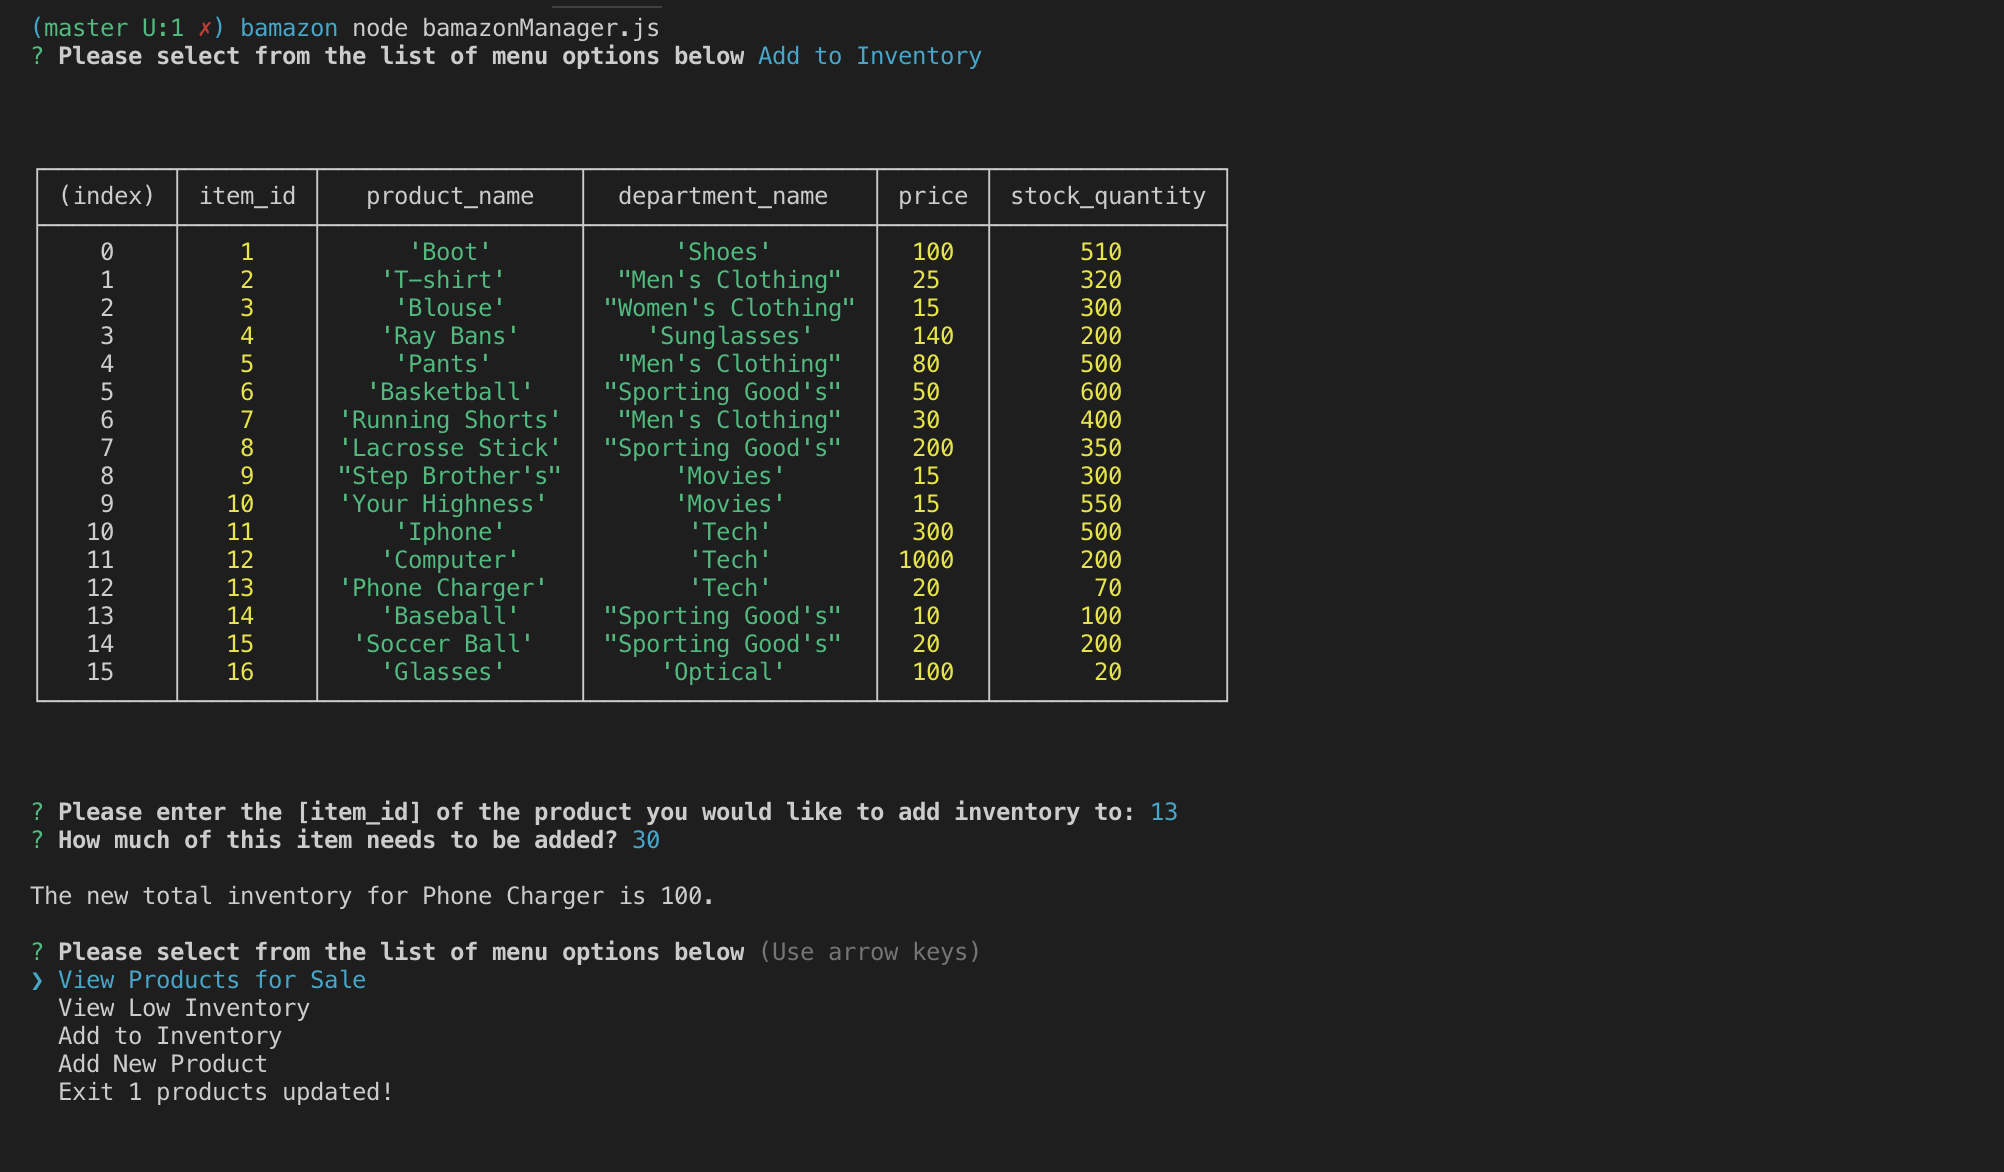 (master U:1 ✗) bamazon node bamazonManager.js
? Please select from the list of menu options below Add to Inventory
(index) item_id product_name department_name price stock_quantity
0 1 'Boot' 'Shoes' 100 510
1 2 'T-shirt' "Men's Clothing" 25 320
2 3 'Blouse' "Women's Clothing" 15 300
3 4 'Ray Bans' 'Sunglasses' 140 200
4 5 'Pants' "Men's Clothing" 80 500
5 6 'Basketball' "Sporting Good's" 50 600
6 7 'Running Shorts' "Men's Clothing" 30 400
7 8 'Lacrosse Stick' "Sporting Good's" 200 350
8 9 "Step Brother's" 'Movies' 15 300
9 10 'Your Highness' 'Movies' 15 550
10 11 'Iphone' 'Tech' 300 500
11 12 'Computer' 'Tech' 1000 200
12 13 'Phone Charger' 'Tech' 20 70
13 14 'Baseball' "Sporting Good's" 10 100
14 15 'Soccer Ball' "Sporting Good's" 20 200
15 16 'Glasses' 'Optical' 100 20
? Please enter the [item_id] of the product you would like to add inventory to: 13
? How much of this item needs to be added? 30
The new total inventory for Phone Charger is 100.
? Please select from the list of menu options below (Use arrow keys)
❯ View Products for Sale
View Low Inventory
Add to Inventory
Add New Product
Exit 1 products updated!